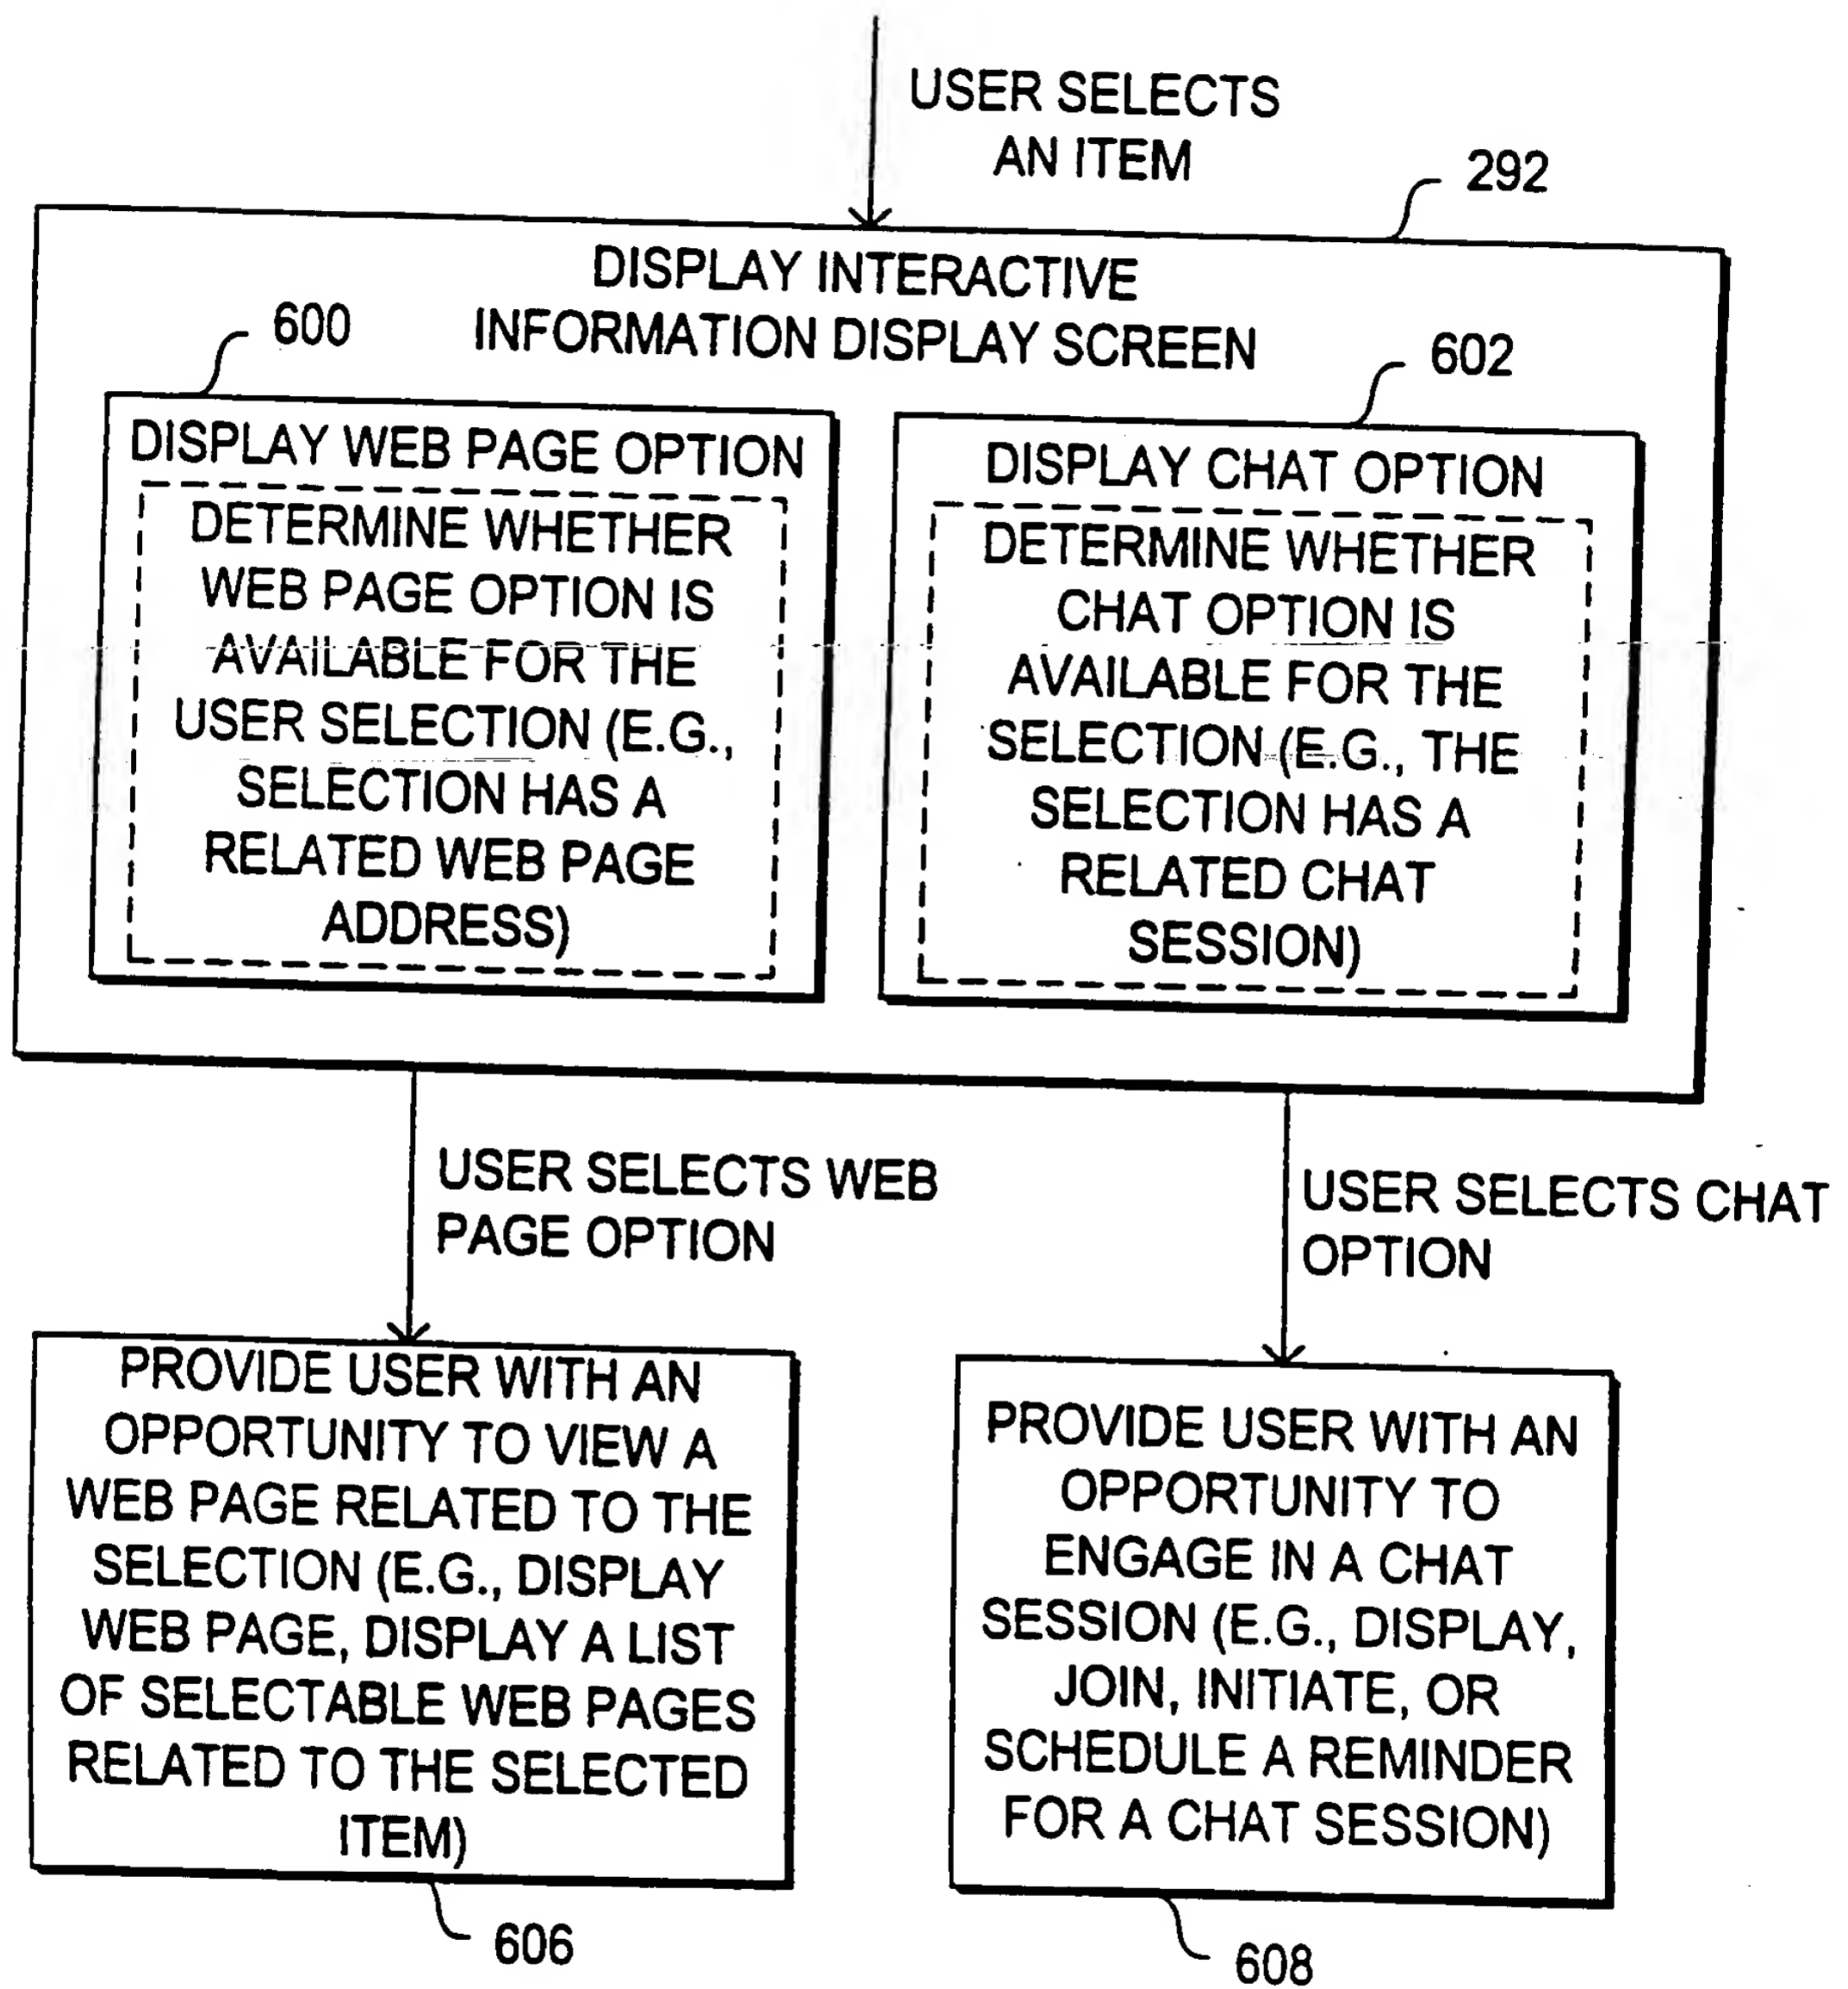 USER SELECTS
AN ITEM
292
DISPLAY INTERACTIVE
INFORMATION DISPLAY SCREEN
600
602
DISPLAY WEB PAGE OPTION
DETERMINE WHETHER
WEB PAGE OPTION IS
AVAILABLE FOR THE
USER SELECTION (E.G.,
SELECTION HAS A
RELATED WEB PAGE
ADDRESS)
DISPLAY CHAT OPTION
DETERMINE WHETHER
CHAT OPTION IS
AVAILABLE FOR THE
SELECTION (E.G., THE
SELECTION HAS A
RELATED CHAT
SESSION)
USER SELECTS WEB
PAGE OPTION
USER SELECTS CHAT
OPTION
PROVIDE USER WITH AN
OPPORTUNITY TO VIEW A
WEB PAGE RELATED TO THE
SELECTION (E.G., DISPLAY
WEB PAGE, DISPLAY A LIST
OF SELECTABLE WEB PAGES
RELATED TO THE SELECTED
ITEM)
606
PROVIDE USER WITH AN
OPPORTUNITY TO
ENGAGE IN A CHAT
SESSION (E.G., DISPLAY,
JOIN, INITIATE, OR
SCHEDULE A REMINDER
FOR A CHAT SESSION)
608